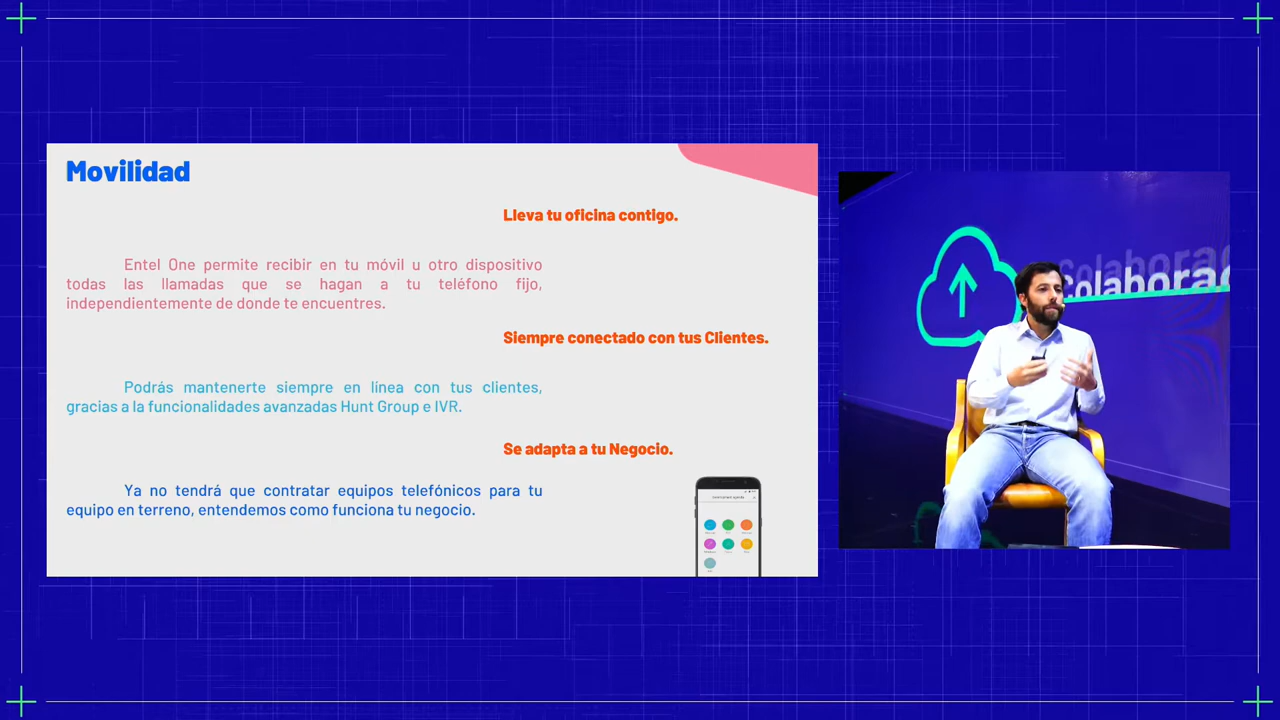 Movilidad
Lleva tu oficina contigo.
Entel One permite recibir en tu móvil u otro dispositivo
todas las llamadas que se hagan a tu teléfono fijo,
independientemente de donde te encuentres.
Siempre conectado con tus Clientes.
Podrás mantenerte siempre en línea con tus clientes,
gracias a la funcionalidades avanzadas Hunt Group e IVR.
Se adapta a tu Negocio.
Ya no tendrá que contratar equipos telefónicos para tu
equipo en terreno, entendemos como funciona tu negocio.
Colaborac
Colaborac